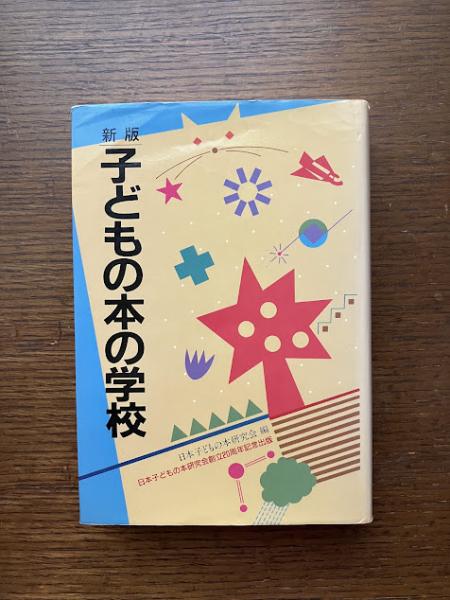 新版
子どもの本の学校
日本子どもの本研究会 編
日本子どもの本研究会創立20周年記念出版